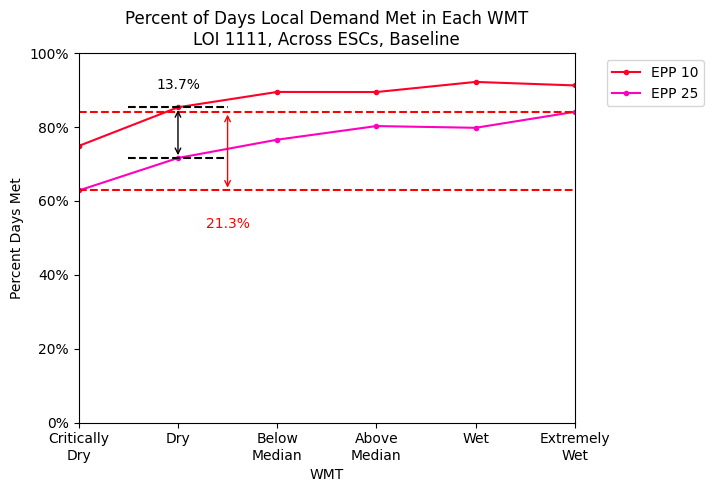 Percent of Days Local Demand Met in Each WMT
LOI 1111, Across ESCs, Baseline
100%
80%
60%
40%
20%
0%
Percent Days Met
13.7%
21.3%
EPP 10
EPP 25
Critically
Dry
Dry
Below
Median
Above
Median
Wet
Extremely
Wet
WMT